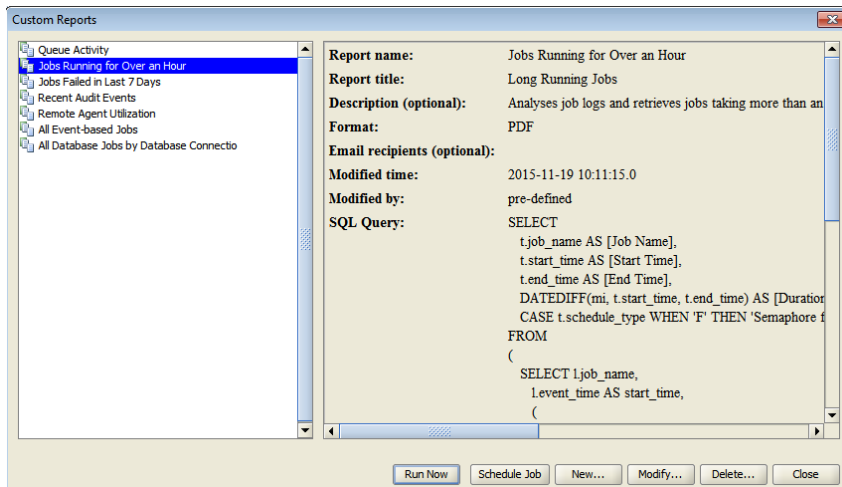 Custom Reports
Queue Activity
Jobs Running for Over an Hour
Jobs Failed in Last 7 Days
Recent Audit Events
Remote Agent Utilization
All Event-based Jobs
All Database Jobs by Database Connectio
Report name: Jobs Running for Over an Hour
Report title: Long Running Jobs
Description (optional): Analyses job logs and retrieves jobs taking more than an
Format: PDF
Email recipients (optional):
Modified time: 2015-11-19 10:11:15.0
Modified by: pre-defined
SQL Query: SELECT
t.job_name AS [Job Name],
t.start_time AS [Start Time],
t.end_time AS [End Time],
DATEDIFF(mi, t.start_time, t.end_time) AS [Duration
CASE t.schedule_type WHEN 'F' THEN 'Semaphore f
FROM
(
SELECT l.job_name,
l.event_time AS start_time,
(
Run Now Schedule Job New... Modify... Delete... Close